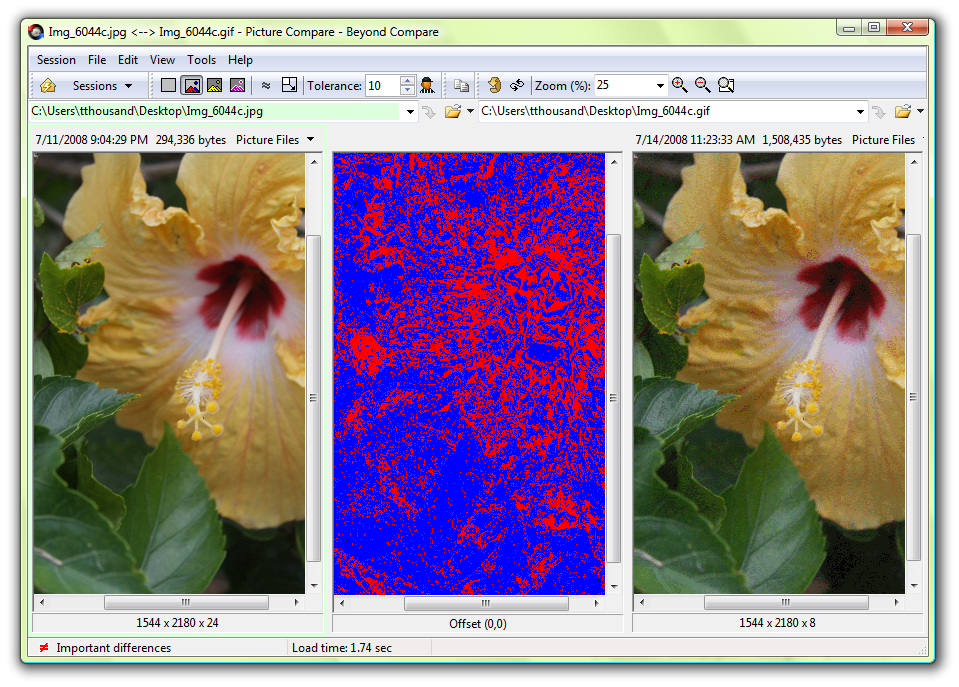 Img_6044c.jpg <--> Img_6044c.gif - Picture Compare - Beyond Compare
Session File Edit View Tools Help
Sessions Tolerance: 10 Zoom (%): 25
C:\Users\tthousand\Desktop\Img_6044c.jpg C:\Users\tthousand\Desktop\Img_6044c.gif
7/11/2008 9:04:29 PM 294,336 bytes Picture Files 7/14/2008 11:23:33 AM 1,508,435 bytes Picture Files
1544 x 2180 x 24 Offset (0,0) 1544 x 2180 x 8
≠ Important differences Load time: 1.74 sec